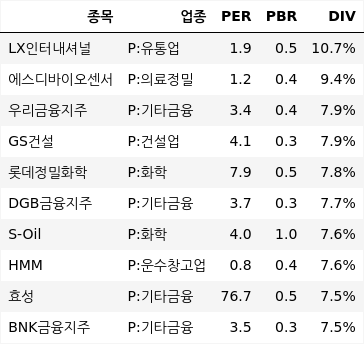 종목 업종 PER PBR DIV
LX인터내셔널 P:유통업 1.9 0.5 10.7%
에스디바이오센서 P:의료정밀 1.2 0.4 9.4%
우리금융지주 P:기타금융 3.4 0.4 7.9%
GS건설 P:건설업 4.1 0.3 7.9%
롯데정밀화학 P:화학 7.9 0.5 7.8%
DGB금융지주 P:기타금융 3.7 0.3 7.7%
S-Oil P:화학 4.0 1.0 7.6%
HMM P:운수창고업 0.8 0.4 7.6%
효성 P:기타금융 76.7 0.5 7.5%
BNK금융지주 P:기타금융 3.5 0.3 7.5%